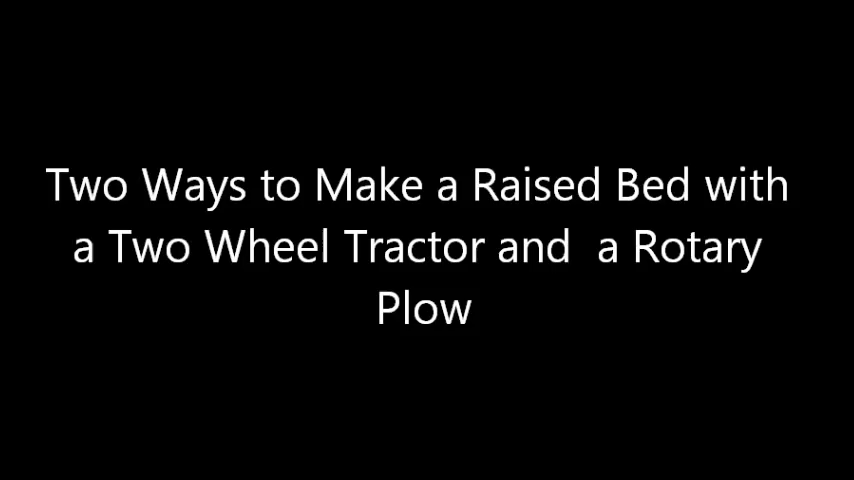 Two Ways to Make a Raised Bed with
a Two Wheel Tractor and  a Rotary
Plow